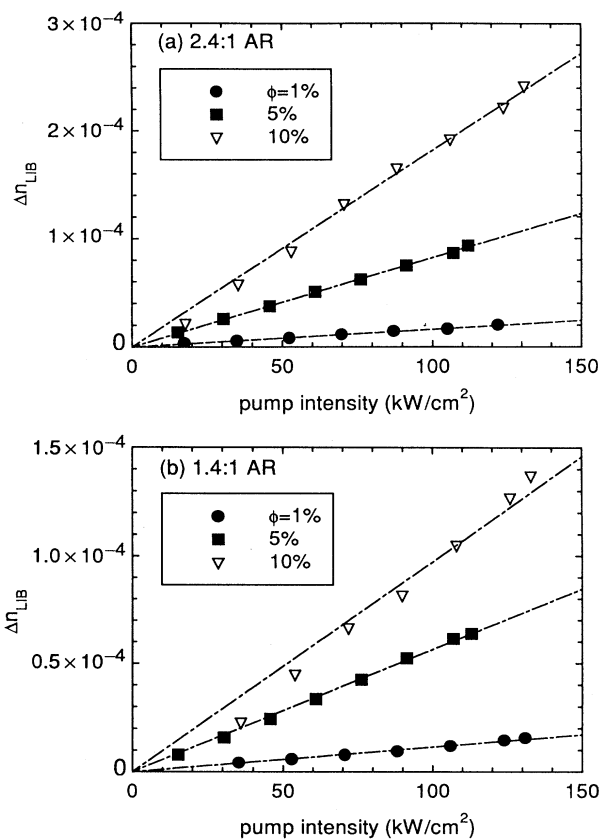 3×10⁻⁴
(a) 2.4:1 AR
ϕ=1%
5%
10%
2×10⁻⁴
Δn_LIB
1×10⁻⁴
0
0 50 100 150
pump intensity (kW/cm²)
1.5×10⁻⁴
(b) 1.4:1 AR
ϕ=1%
5%
10%
1.0×10⁻⁴
Δn_LIB
0.5×10⁻⁴
0
0 50 100 150
pump intensity (kW/cm²)